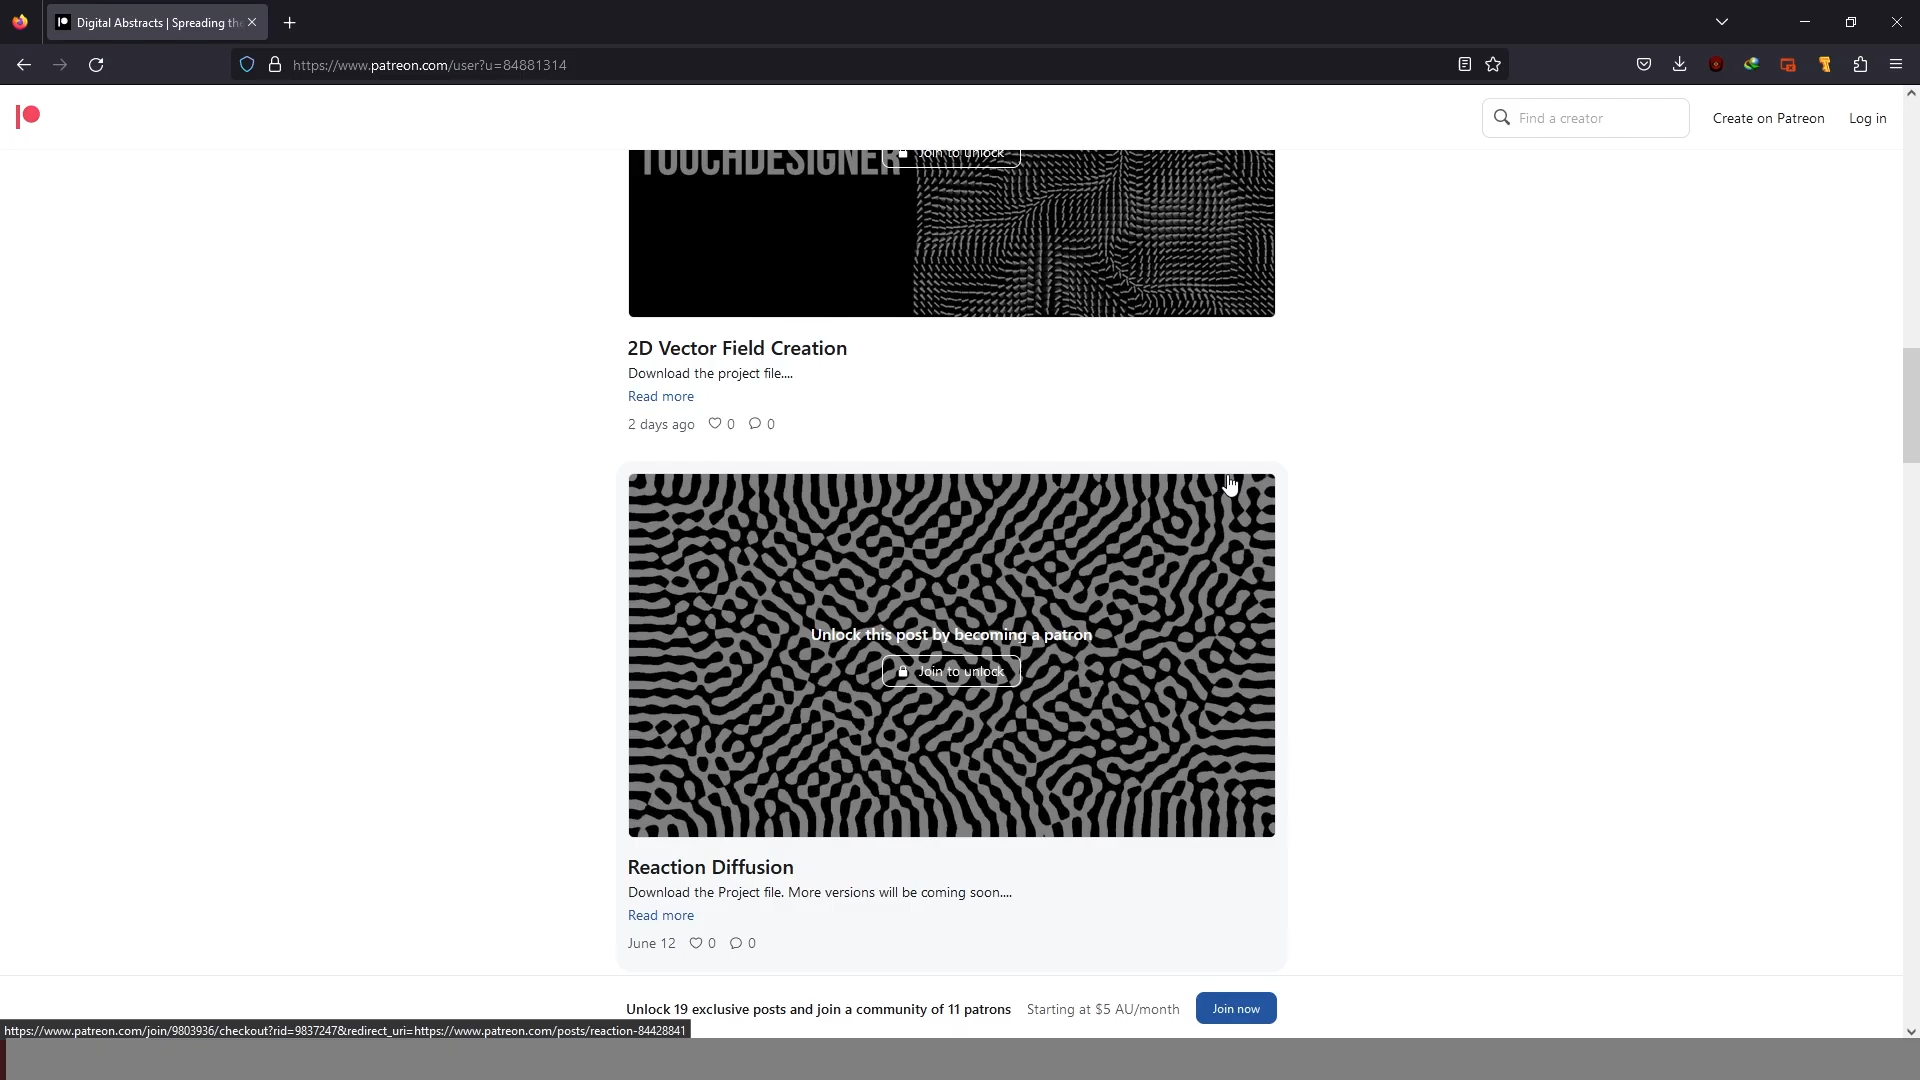 Digital Abstracts | Spreading the
https://www.patreon.com/user?u=84881314
Find a creator
Create on Patreon
Log in
TOUCHDESIGNER
Join to unlock
2D Vector Field Creation
Download the project file....
Read more
2 days ago 0 0
Unlock this post by becoming a patron
Join to unlock
Reaction Diffusion
Download the Project file. More versions will be coming soon....
Read more
June 12 0 0
Unlock 19 exclusive posts and join a community of 11 patrons Starting at $5 AU/month Join now
https://www.patreon.com/join/9803936/checkout?rid=9837247&redirect_uri=https://www.patreon.com/posts/reaction-84428841